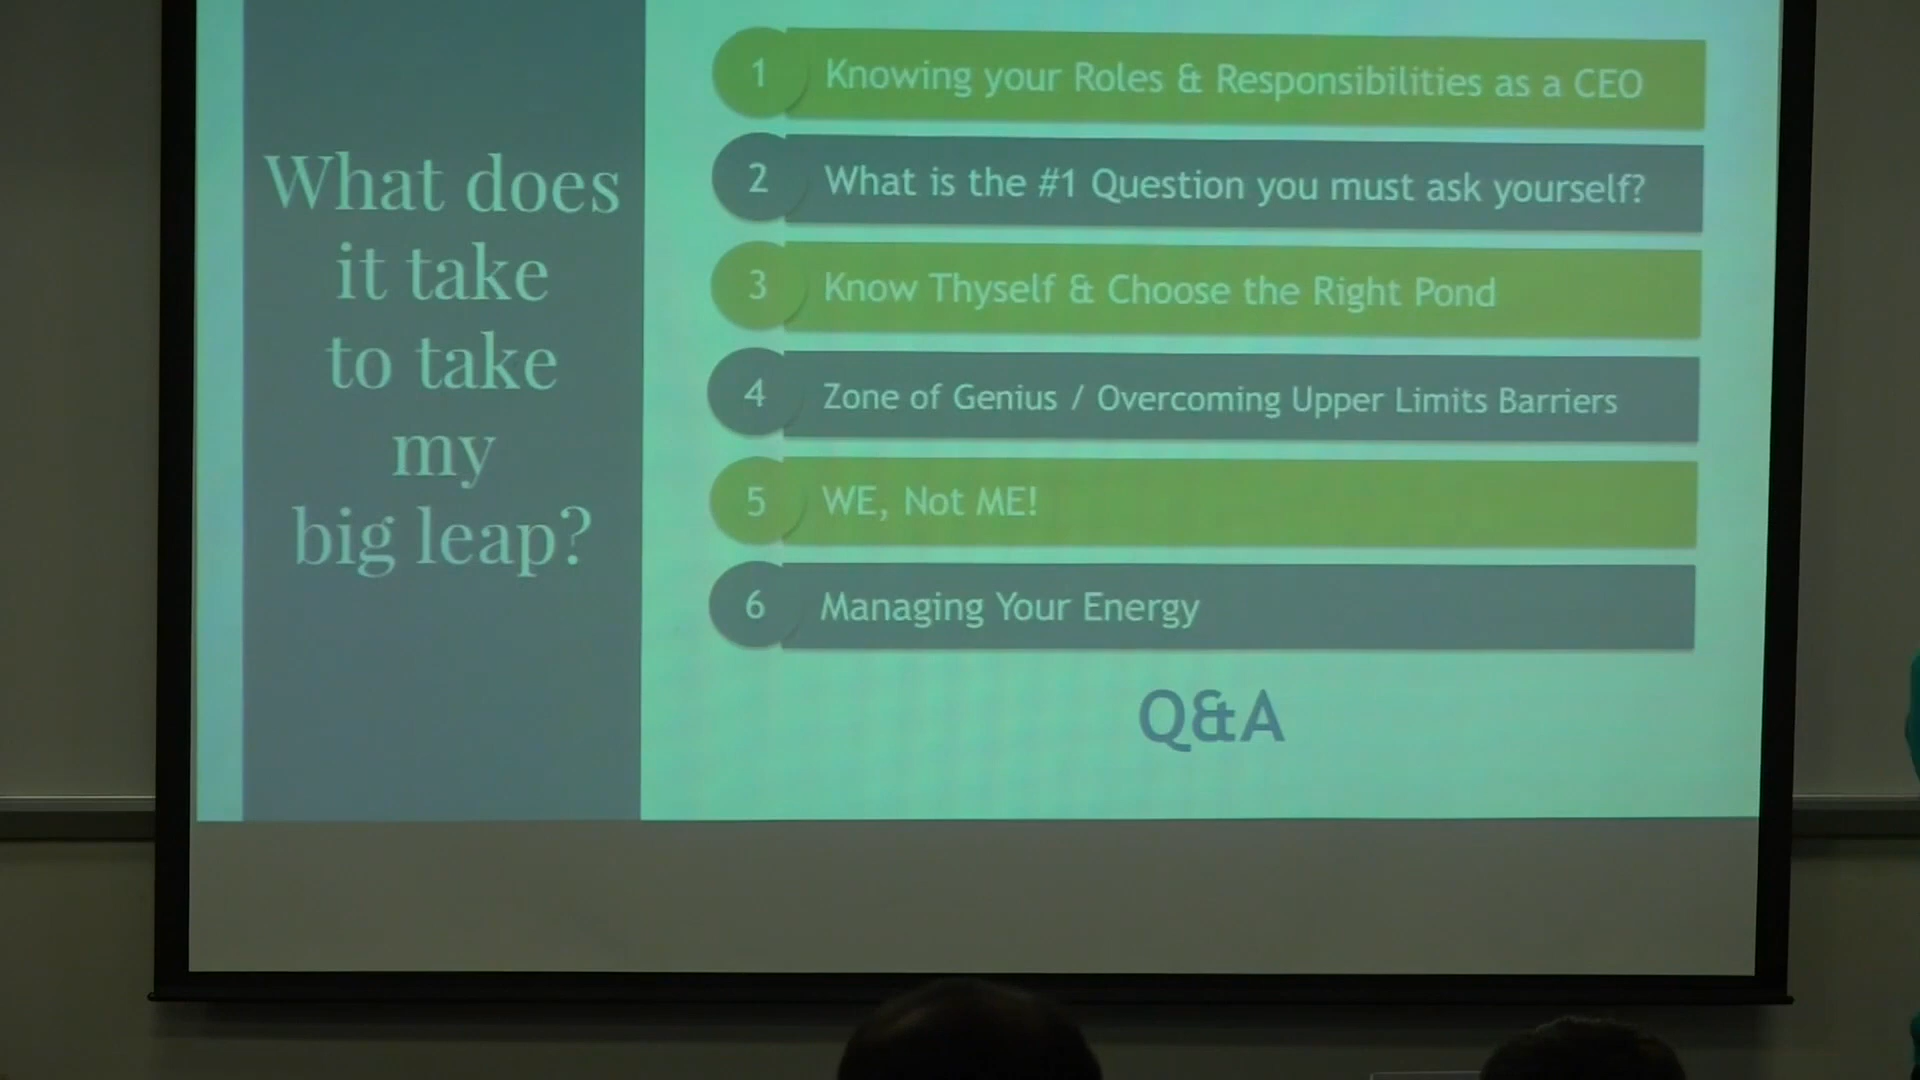 What does
it take
to take
my
big leap?
1 Knowing your Roles & Responsibilities as a CEO
2 What is the #1 Question you must ask yourself?
3 Know Thyself & Choose the Right Pond
4 Zone of Genius / Overcoming Upper Limits Barriers
5 WE, Not ME!
6 Managing Your Energy
Q&A